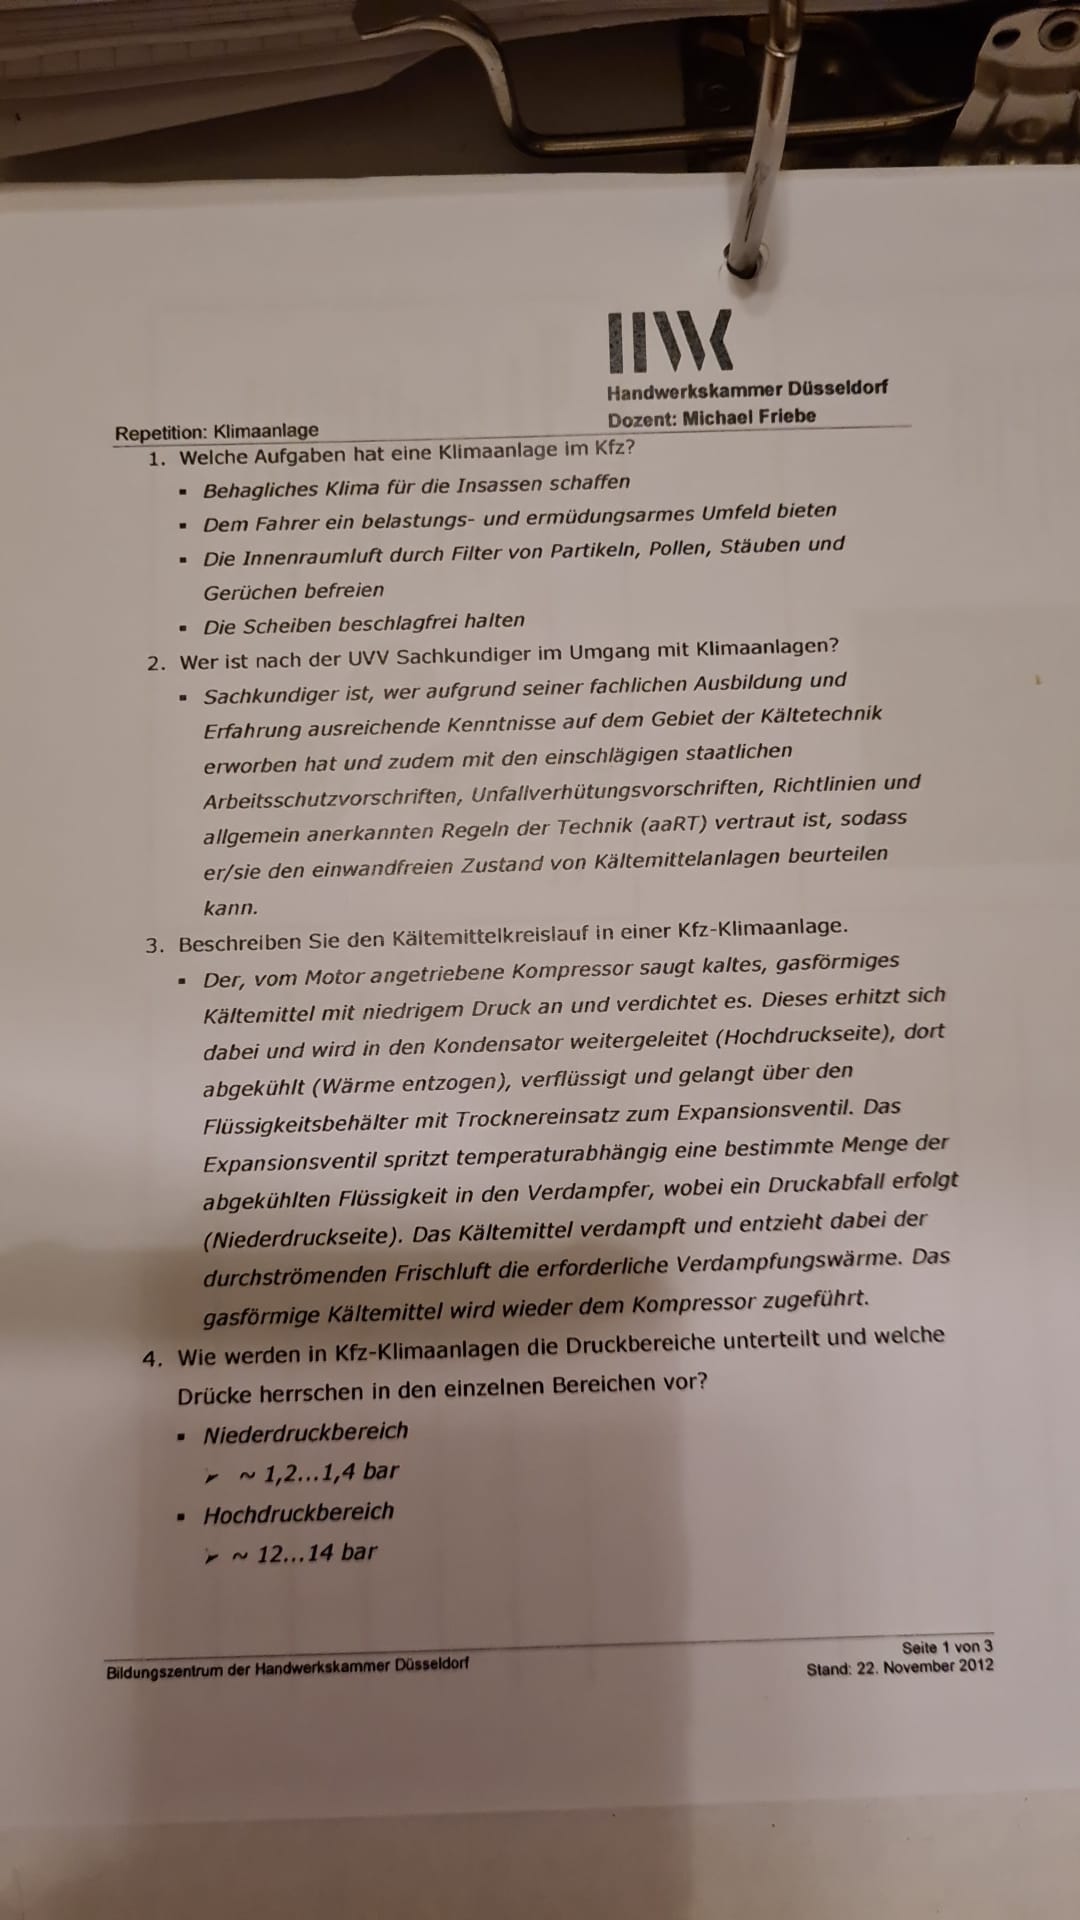 HWK
Handwerkskammer Düsseldorf
Dozent: Michael Friebe
Repetition: Klimaanlage
1. Welche Aufgaben hat eine Klimaanlage im Kfz?
▪ Behagliches Klima für die Insassen schaffen
▪ Dem Fahrer ein belastungs- und ermüdungsarmes Umfeld bieten
▪ Die Innenraumluft durch Filter von Partikeln, Pollen, Stäuben und
Gerüchen befreien
▪ Die Scheiben beschlagfrei halten
2. Wer ist nach der UVV Sachkundiger im Umgang mit Klimaanlagen?
▪ Sachkundiger ist, wer aufgrund seiner fachlichen Ausbildung und
Erfahrung ausreichende Kenntnisse auf dem Gebiet der Kältetechnik
erworben hat und zudem mit den einschlägigen staatlichen
Arbeitsschutzvorschriften, Unfallverhütungsvorschriften, Richtlinien und
allgemein anerkannten Regeln der Technik (aaRT) vertraut ist, sodass
er/sie den einwandfreien Zustand von Kältemittelanlagen beurteilen
kann.
3. Beschreiben Sie den Kältemittelkreislauf in einer Kfz-Klimaanlage.
▪ Der, vom Motor angetriebene Kompressor saugt kaltes, gasförmiges
Kältemittel mit niedrigem Druck an und verdichtet es. Dieses erhitzt sich
dabei und wird in den Kondensator weitergeleitet (Hochdruckseite), dort
abgekühlt (Wärme entzogen), verflüssigt und gelangt über den
Flüssigkeitsbehälter mit Trocknereinsatz zum Expansionsventil. Das
Expansionsventil spritzt temperaturabhängig eine bestimmte Menge der
abgekühlten Flüssigkeit in den Verdampfer, wobei ein Druckabfall erfolgt
(Niederdruckseite). Das Kältemittel verdampft und entzieht dabei der
durchströmenden Frischluft die erforderliche Verdampfungswärme. Das
gasförmige Kältemittel wird wieder dem Kompressor zugeführt.
4. Wie werden in Kfz-Klimaanlagen die Druckbereiche unterteilt und welche
Drücke herrschen in den einzelnen Bereichen vor?
▪ Niederdruckbereich
➢ ~ 1,2...1,4 bar
▪ Hochdruckbereich
➢ ~ 12...14 bar
Bildungszentrum der Handwerkskammer Düsseldorf
Seite 1 von 3
Stand: 22. November 2012